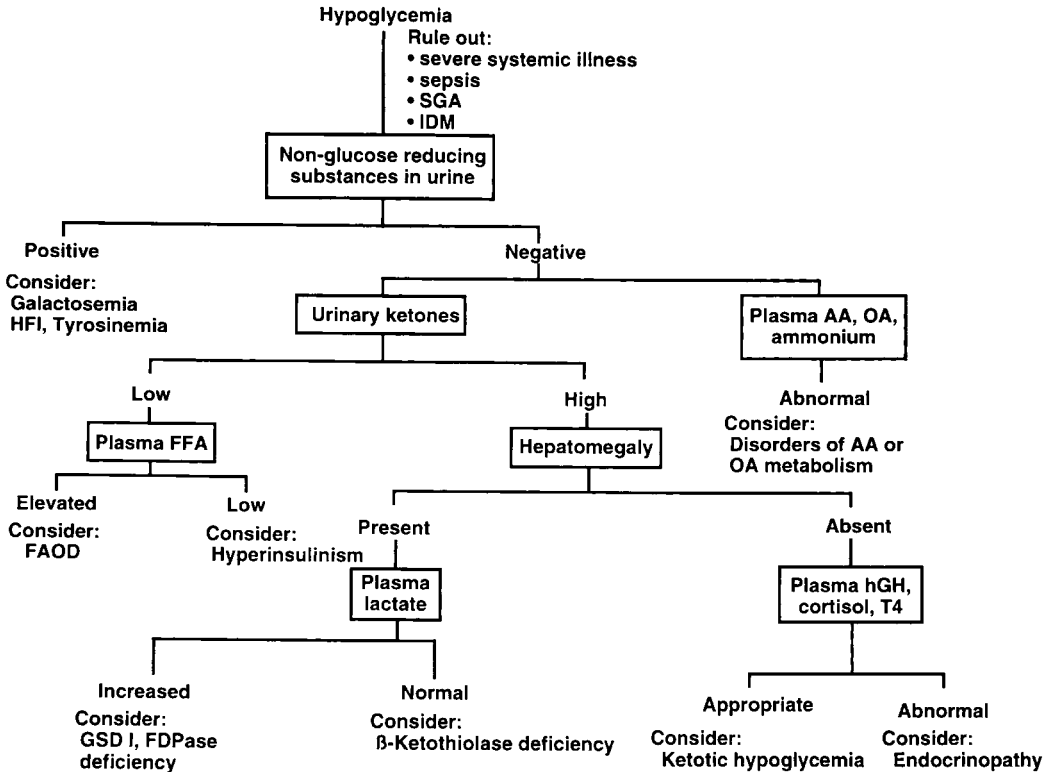 Hypoglycemia
Rule out:
• severe systemic illness
• sepsis
• SGA
• IDM
Non-glucose reducing
substances in urine
Positive
Consider:
Galactosemia
HFI, Tyrosinemia
Negative
Urinary ketones
Plasma AA, OA,
ammonium
Abnormal
Consider:
Disorders of AA or
OA metabolism
Low
Plasma FFA
Elevated
Consider:
FAOD
Low
Consider:
Hyperinsulinism
High
Hepatomegaly
Present
Plasma
lactate
Increased
Consider:
GSD I, FDPase
deficiency
Normal
Consider:
ß-Ketothiolase deficiency
Absent
Plasma hGH,
cortisol, T4
Appropriate
Consider:
Ketotic hypoglycemia
Abnormal
Consider:
Endocrinopathy